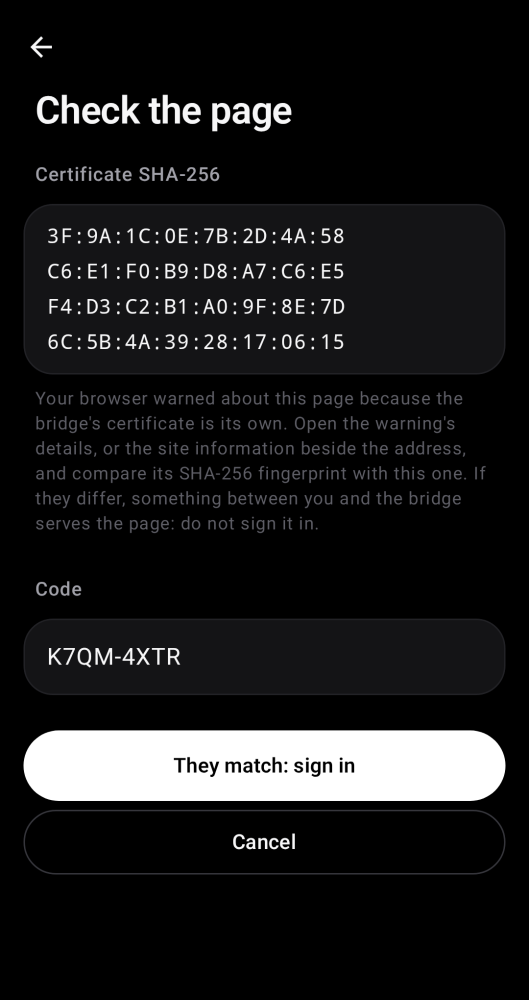 Check the page
Certificate SHA-256
3F:9A:1C:0E:7B:2D:4A:58
C6:E1:F0:B9:D8:A7:C6:E5
F4:D3:C2:B1:A0:9F:8E:7D
6C:5B:4A:39:28:17:06:15
Your browser warned about this page because the
bridge's certificate is its own. Open the warning's
details, or the site information beside the address,
and compare its SHA-256 fingerprint with this one. If
they differ, something between you and the bridge
serves the page: do not sign it in.
Code
K7QM-4XTR
They match: sign in
Cancel